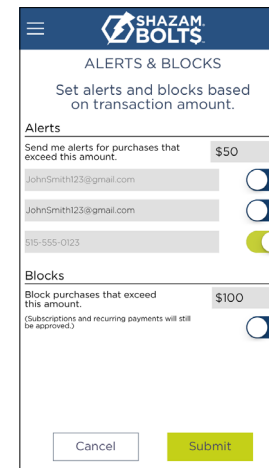 SHAZAM.
BOLT$
ALERTS & BLOCKS
Set alerts and blocks based
on transaction amount.
Alerts
Send me alerts for purchases that
exceed this amount.
$50
JohnSmith123@gmail.com
JohnSmith123@gmail.com
515-555-0123
Blocks
Block purchases that exceed
this amount.
$100
(Subscriptions and recurring payments will still
be approved.)
Cancel
Submit